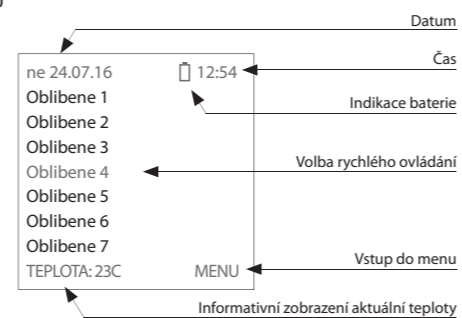 Datum
Čas
ne 24.07.16 12:54
Indikace baterie
Oblibene 1
Oblibene 2
Oblibene 3
Volba rychlého ovládání
Oblibene 4
Oblibene 5
Oblibene 6
Oblibene 7
Vstup do menu
TEPLOTA: 23C MENU
Informativní zobrazení aktuální teploty